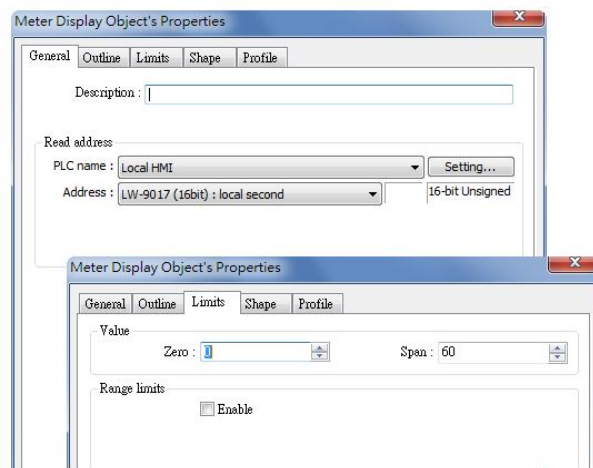 Meter Display Object's Properties
General Outline Limits Shape Profile
Description :
Read address
PLC name : Local HMI Setting...
Address : LW-9017 (16bit) : local second 16-bit Unsigned
Meter Display Object's Properties
General Outline Limits Shape Profile
Value
Zero : 0 Span : 60
Range limits
Enable